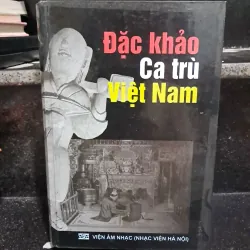 Đặc khảo
Ca trù
Việt Nam
VIỆN ÂM NHẠC (NHẠC VIỆN HÀ NỘI)